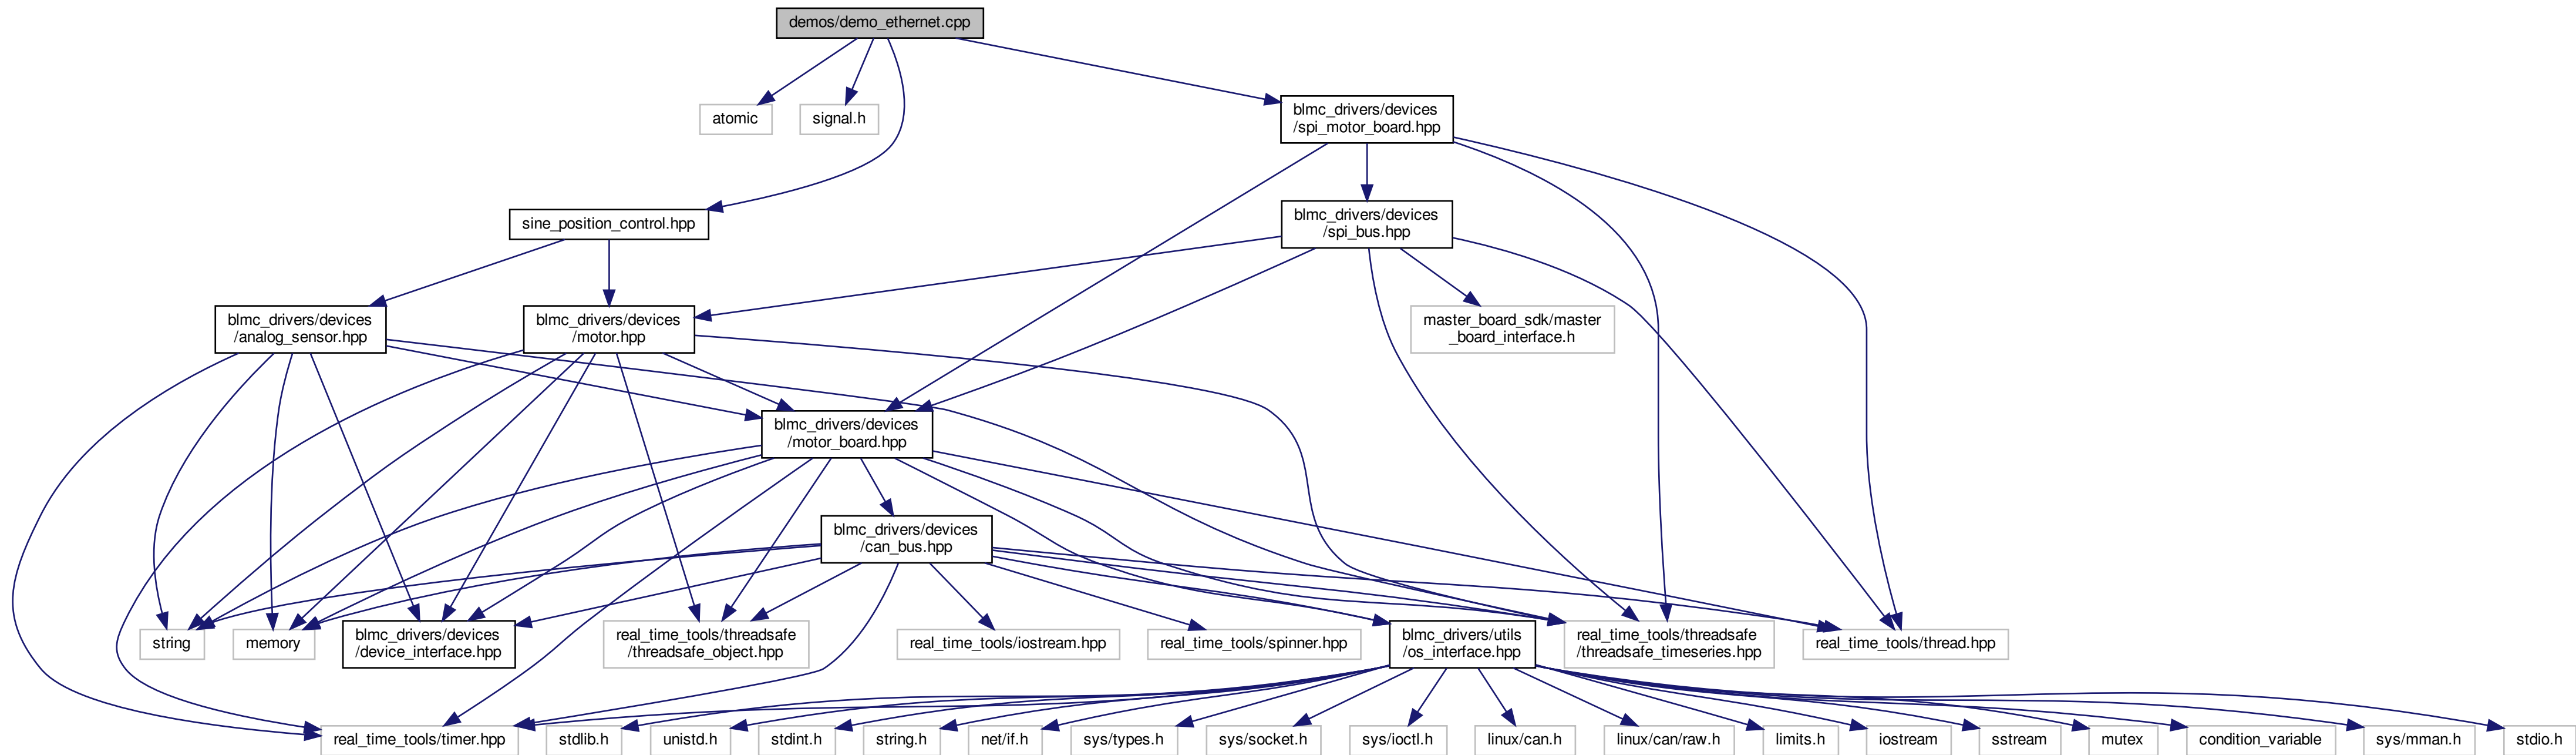 demos/demo_ethernet.cpp
atomic
signal.h
blmc_drivers/devices
/spi_motor_board.hpp
sine_position_control.hpp
blmc_drivers/devices
/spi_bus.hpp
blmc_drivers/devices
/analog_sensor.hpp
blmc_drivers/devices
/motor.hpp
master_board_sdk/master
_board_interface.h
blmc_drivers/devices
/motor_board.hpp
blmc_drivers/devices
/can_bus.hpp
string
memory
blmc_drivers/devices
/device_interface.hpp
real_time_tools/threadsafe
/threadsafe_object.hpp
real_time_tools/iostream.hpp
real_time_tools/spinner.hpp
blmc_drivers/utils
/os_interface.hpp
real_time_tools/threadsafe
/threadsafe_timeseries.hpp
real_time_tools/thread.hpp
real_time_tools/timer.hpp
stdlib.h
unistd.h
stdint.h
string.h
net/if.h
sys/types.h
sys/socket.h
sys/ioctl.h
linux/can.h
linux/can/raw.h
limits.h
iostream
sstream
mutex
condition_variable
sys/mman.h
stdio.h